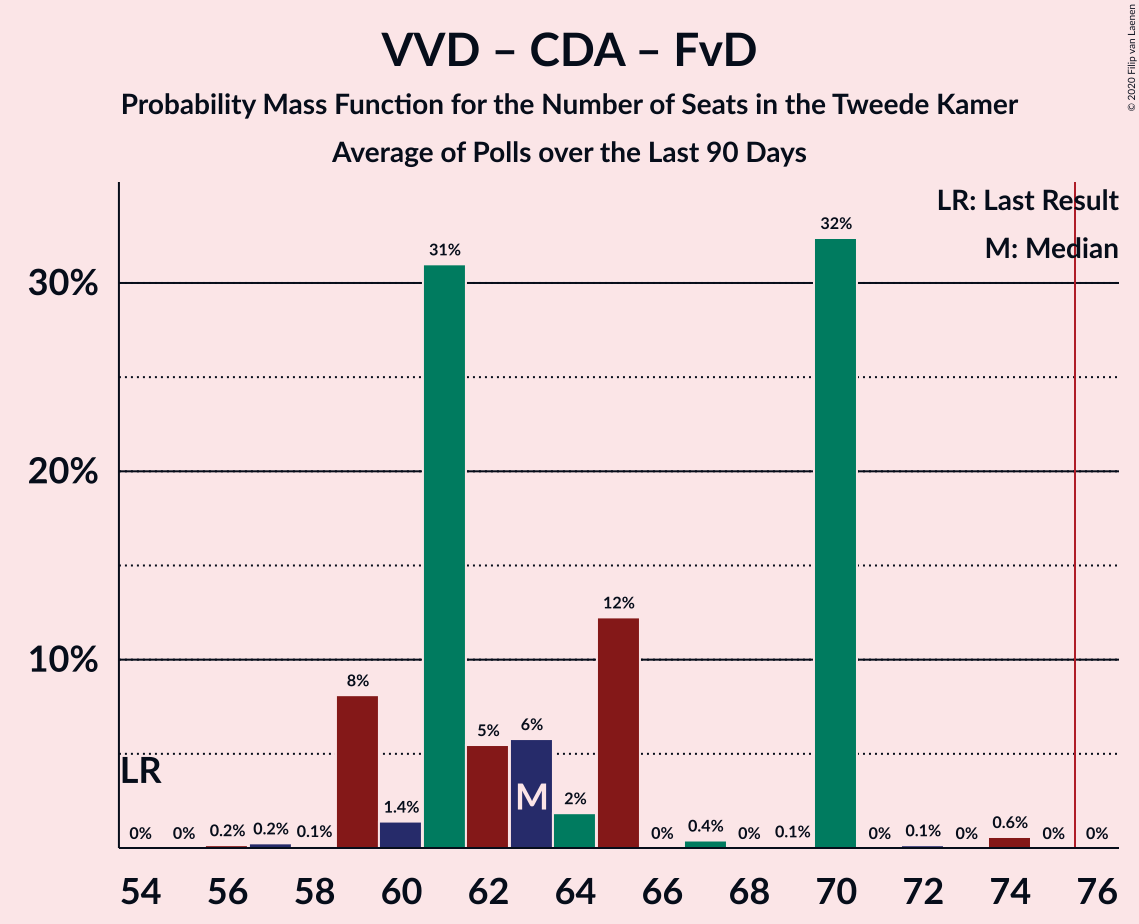 VVD – CDA – FvD
Probability Mass Function for the Number of Seats in the Tweede Kamer
Average of Polls over the Last 90 Days
© 2020 Filip van Laenen
LR: Last Result
M: Median
30%
20%
10%
LR
M
0% 0% 0.2% 0.2% 0.1% 8% 1.4% 31% 5% 6% 2% 12% 0% 0.4% 0% 0.1% 32% 0% 0.1% 0% 0.6% 0% 0%
54 56 58 60 62 64 66 68 70 72 74 76